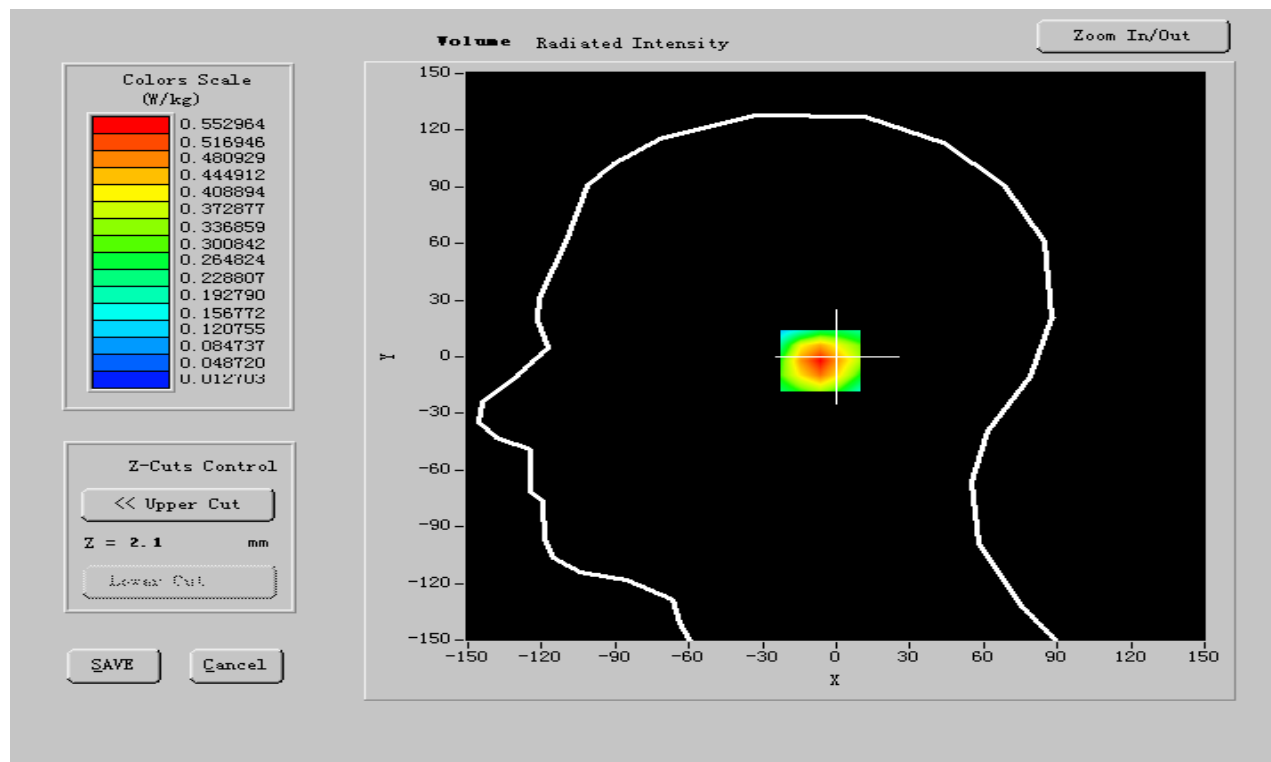 Volume Radiated Intensity
Zoom In/Out
Colors Scale
(W/kg)
0.552964
0.516946
0.480929
0.444912
0.408894
0.372877
0.336859
0.300842
0.264824
0.228807
0.192790
0.156772
0.120755
0.084737
0.048720
0.012703
Z-Cuts Control
<< Upper Cut
Z = 2.1 mm
Lower Cut
SAVE
Cancel
150
120
90
60
30
0
-30
-60
-90
-120
-150
Y
-150 -120 -90 -60 -30 0 30 60 90 120 150
X